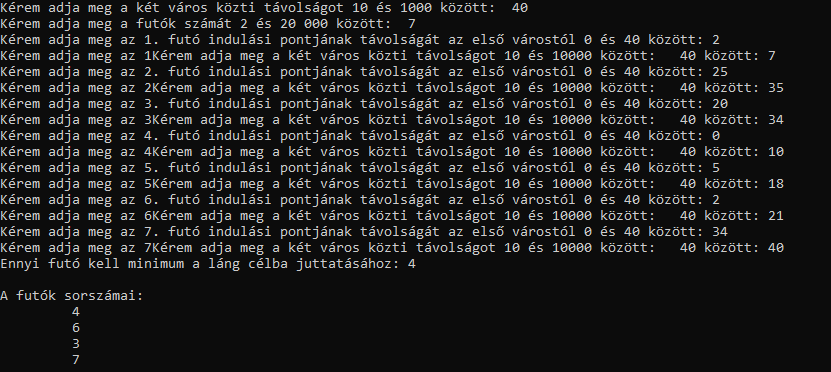 Kérem adja meg a két város közti távolságot 10 és 1000 között:  40
Kérem adja meg a futók számát 2 és 20 000 között:  7
Kérem adja meg az 1. futó indulási pontjának távolságát az első várostól 0 és 40 között: 2
Kérem adja meg az 1Kérem adja meg a két város közti távolságot 10 és 10000 között:   40 között: 7
Kérem adja meg az 2. futó indulási pontjának távolságát az első várostól 0 és 40 között: 25
Kérem adja meg az 2Kérem adja meg a két város közti távolságot 10 és 10000 között:   40 között: 35
Kérem adja meg az 3. futó indulási pontjának távolságát az első várostól 0 és 40 között: 20
Kérem adja meg az 3Kérem adja meg a két város közti távolságot 10 és 10000 között:   40 között: 34
Kérem adja meg az 4. futó indulási pontjának távolságát az első várostól 0 és 40 között: 0
Kérem adja meg az 4Kérem adja meg a két város közti távolságot 10 és 10000 között:   40 között: 10
Kérem adja meg az 5. futó indulási pontjának távolságát az első várostól 0 és 40 között: 5
Kérem adja meg az 5Kérem adja meg a két város közti távolságot 10 és 10000 között:   40 között: 18
Kérem adja meg az 6. futó indulási pontjának távolságát az első várostól 0 és 40 között: 2
Kérem adja meg az 6Kérem adja meg a két város közti távolságot 10 és 10000 között:   40 között: 21
Kérem adja meg az 7. futó indulási pontjának távolságát az első várostól 0 és 40 között: 34
Kérem adja meg az 7Kérem adja meg a két város közti távolságot 10 és 10000 között:   40 között: 40
Ennyi futó kell minimum a láng célba juttatásához: 4

A futók sorszámai:
         4
         6
         3
         7